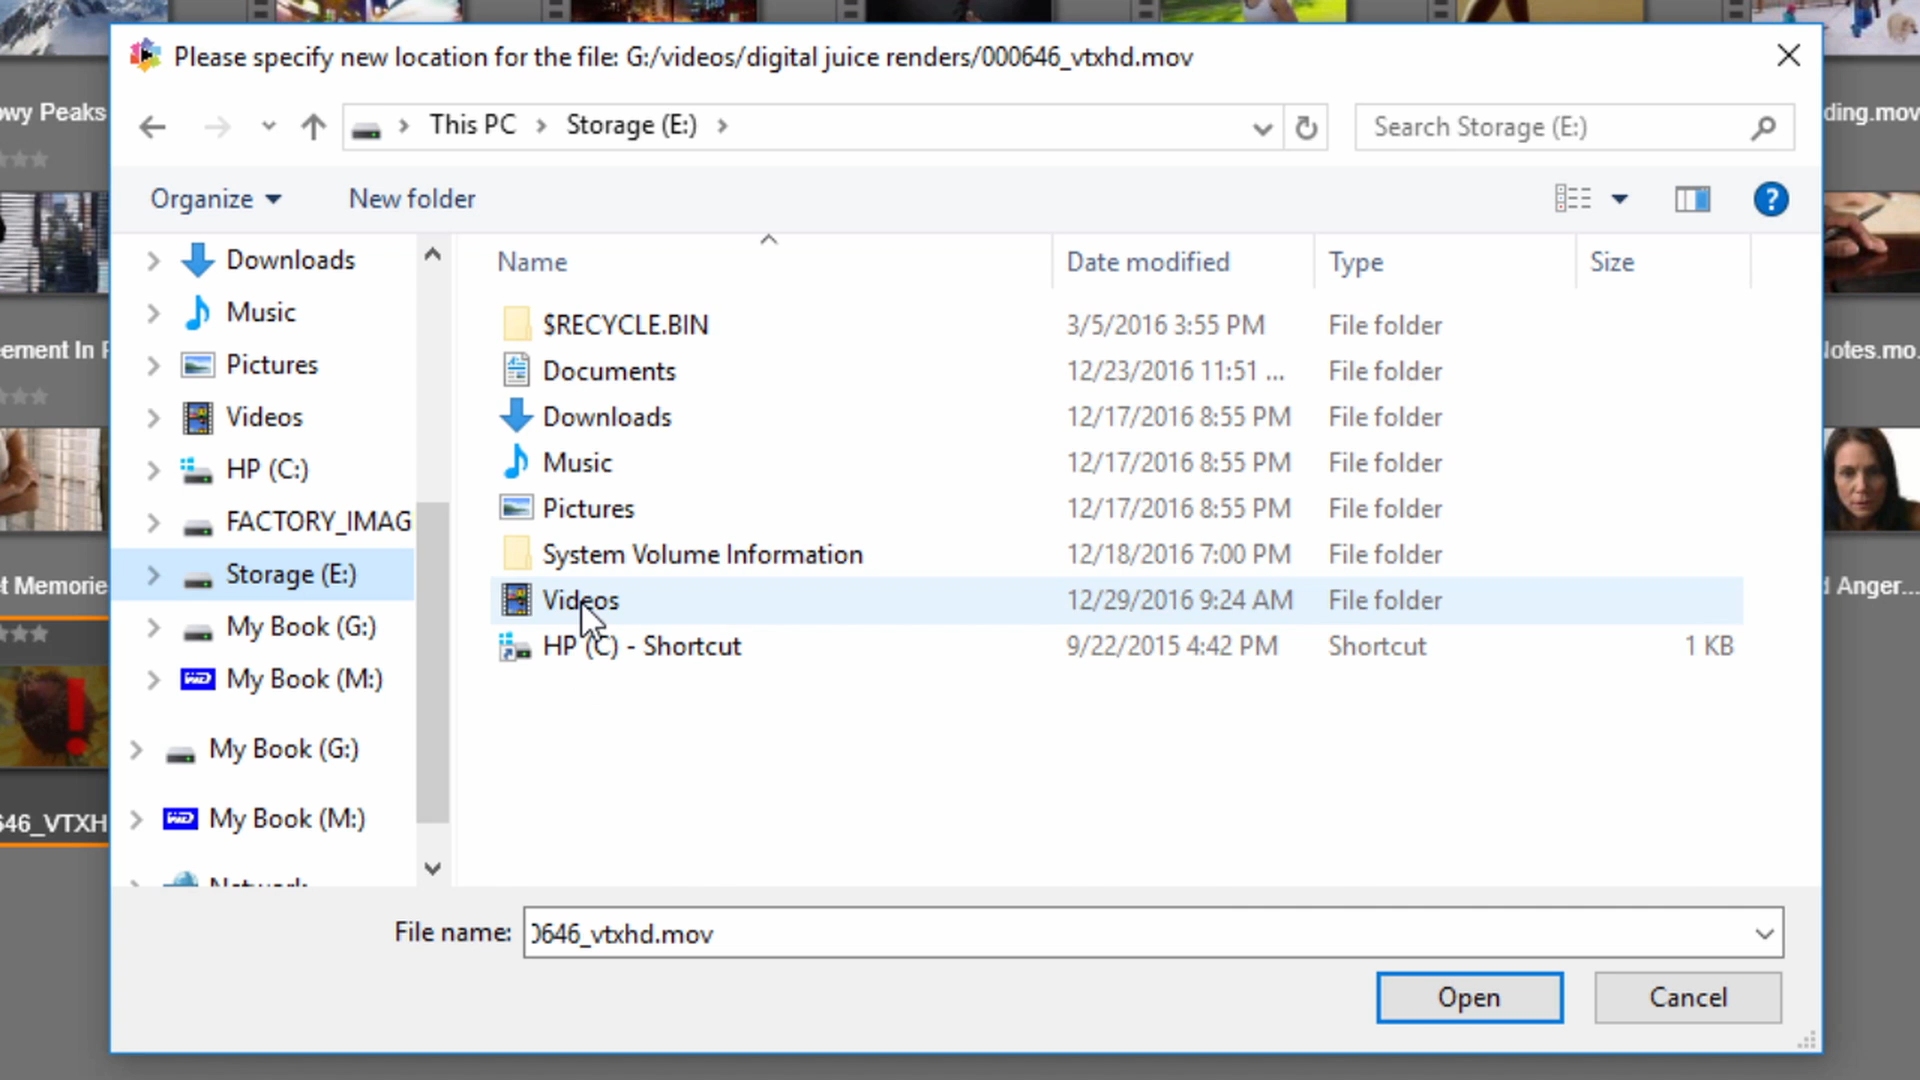 Please specify new location for the file: G:/videos/digital juice renders/000646_vtxhd.mov
This PC Storage (E:)
Search Storage (E:)
Organize
New folder
Name
Date modified
Type
Size
Downloads
Music
Pictures
Videos
HP (C:)
FACTORY_IMAG
Storage (E:)
My Book (G:)
My Book (M:)
My Book (G:)
My Book (M:)
Network
$RECYCLE.BIN 3/5/2016 3:55 PM File folder
Documents 12/23/2016 11:51 ... File folder
Downloads 12/17/2016 8:55 PM File folder
Music 12/17/2016 8:55 PM File folder
Pictures 12/17/2016 8:55 PM File folder
System Volume Information 12/18/2016 7:00 PM File folder
Videos 12/29/2016 9:24 AM File folder
HP (C) - Shortcut 9/22/2015 4:42 PM Shortcut 1 KB
File name: 0646_vtxhd.mov
Open
Cancel
owy Peaks
ement In
t Memorie
646_VTXH
ding.mov
Notes.mo..
d Anger...